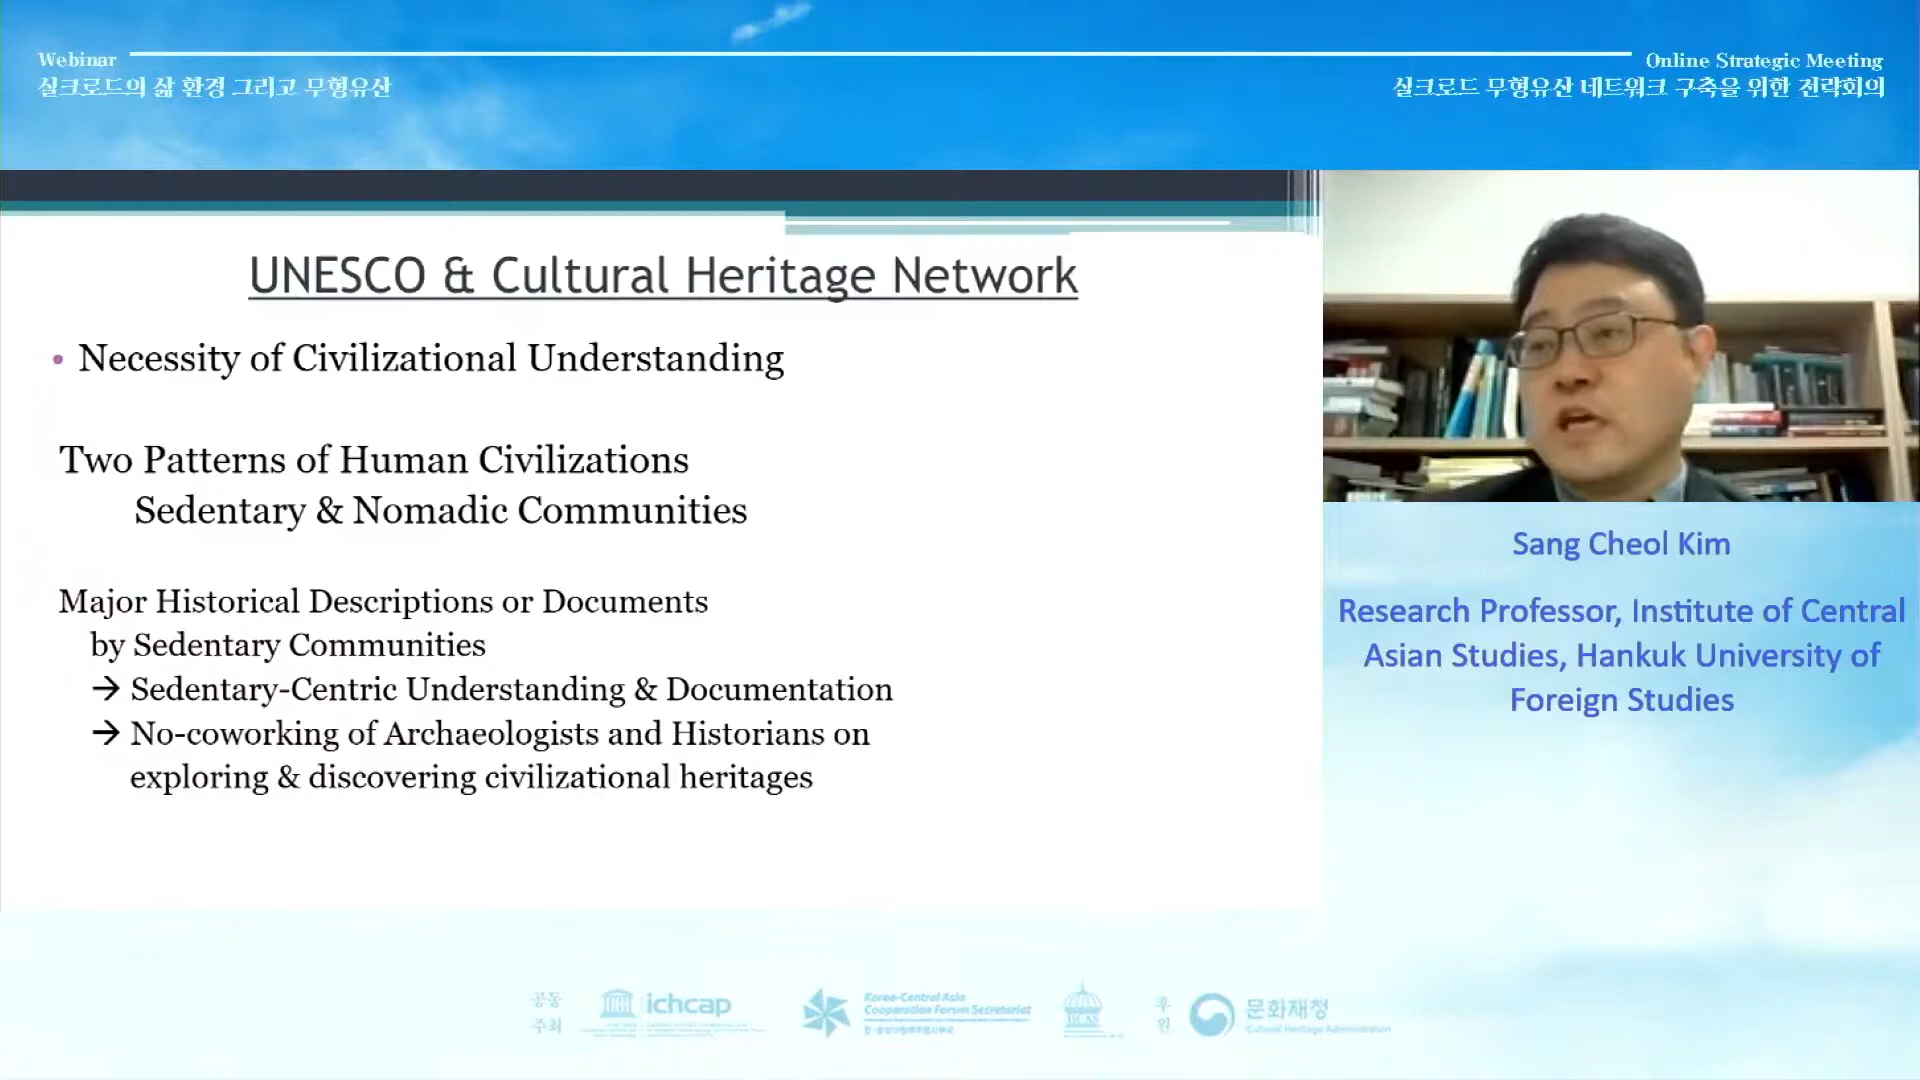 Webinar
실크로드의 삶 환경 그리고 무형유산
Online Strategic Meeting
실크로드 무형유산 네트워크 구축을 위한 전략회의
UNESCO & Cultural Heritage Network
• Necessity of Civilizational Understanding
Two Patterns of Human Civilizations
Sedentary & Nomadic Communities
Major Historical Descriptions or Documents
by Sedentary Communities
→ Sedentary-Centric Understanding & Documentation
→ No-coworking of Archaeologists and Historians on
exploring & discovering civilizational heritages
Sang Cheol Kim
Research Professor, Institute of Central
Asian Studies, Hankuk University of
Foreign Studies
공동
주최
ichcap
Korea-Central Asia
Cooperation Forum Secretariat
IICAS
후
원
문화재청
Cultural Heritage Administration